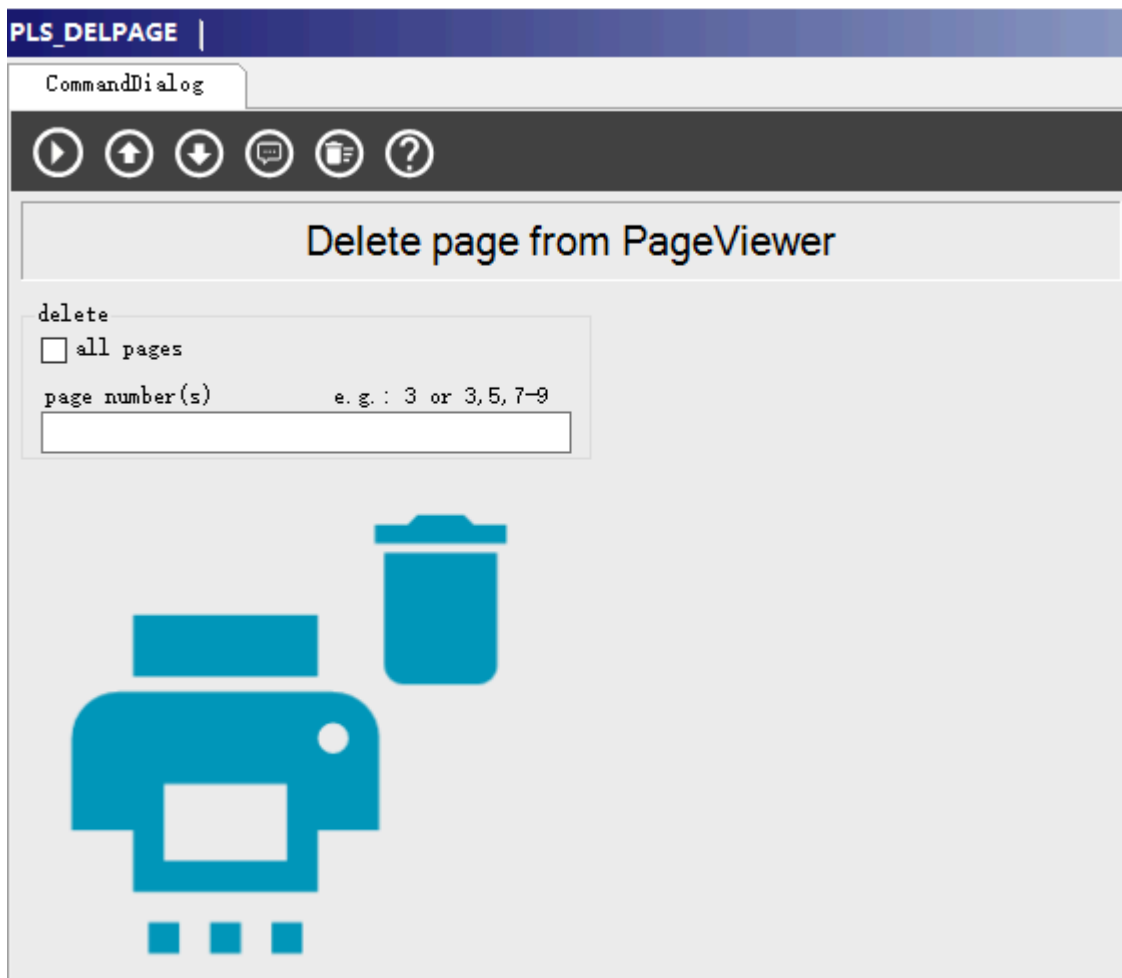 PLS_DELPAGE |
CommandDialog
Delete page from PageViewer
delete
all pages
page number(s) e.g.: 3 or 3,5,7-9